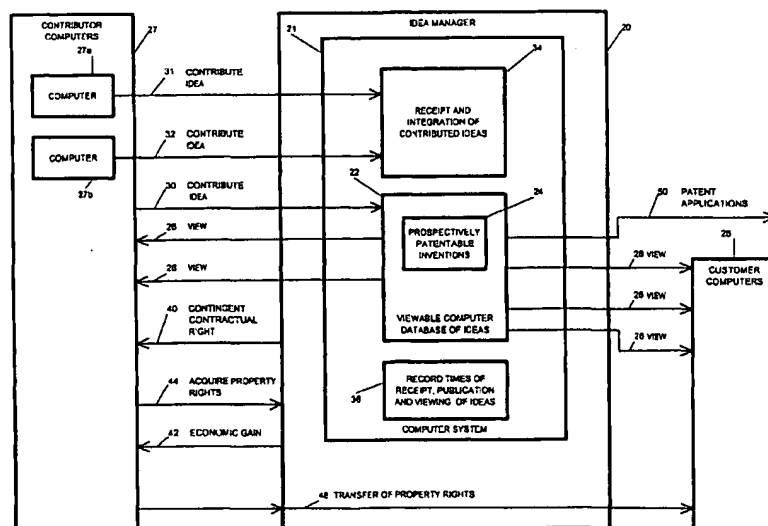 CONTRIBUTOR
COMPUTERS
27
27a
COMPUTER
COMPUTER
27b
31
CONTRIBUTE
IDEA
32
CONTRIBUTE
IDEA
30
CONTRIBUTE
IDEA
28 VIEW
28 VIEW
40
CONTINGENT
CONTRACTUAL
RIGHT
44 ACQUIRE PROPERTY
RIGHTS
42 ECONOMIC GAIN
IDEA MANAGER
21
20
34
RECEIPT AND
INTEGRATION OF
CONTRIBUTED IDEAS
22
24
PROSPECTIVELY
PATENTABLE
INVENTIONS
VIEWABLE COMPUTER
DATABASE OF IDEAS
36
RECORD TIMES OF
RECEIPT, PUBLICATION
AND VIEWING OF IDEAS
COMPUTER SYSTEM
50
PATENT
APPLICATIONS
28 VIEW
28 VIEW
28 VIEW
CUSTOMER
COMPUTERS
48 TRANSFER OF PROPERTY RIGHTS